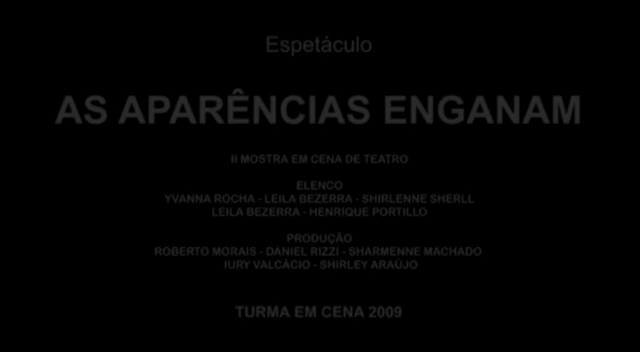 Espetáculo
AS APARÊNCIAS ENGANAM
II MOSTRA EM CENA DE TEATRO
ELENCO
YVANNA ROCHA - LEILA BEZERRA - SHIRLENNE SHERLL
LEILA BEZERRA - HENRIQUE PORTILLO
PRODUÇÃO
ROBERTO MORAIS - DANIEL RIZZI - SHARMENNE MACHADO
IURY VALCÁCIO - SHIRLEY ARAÚJO
TURMA EM CENA 2009